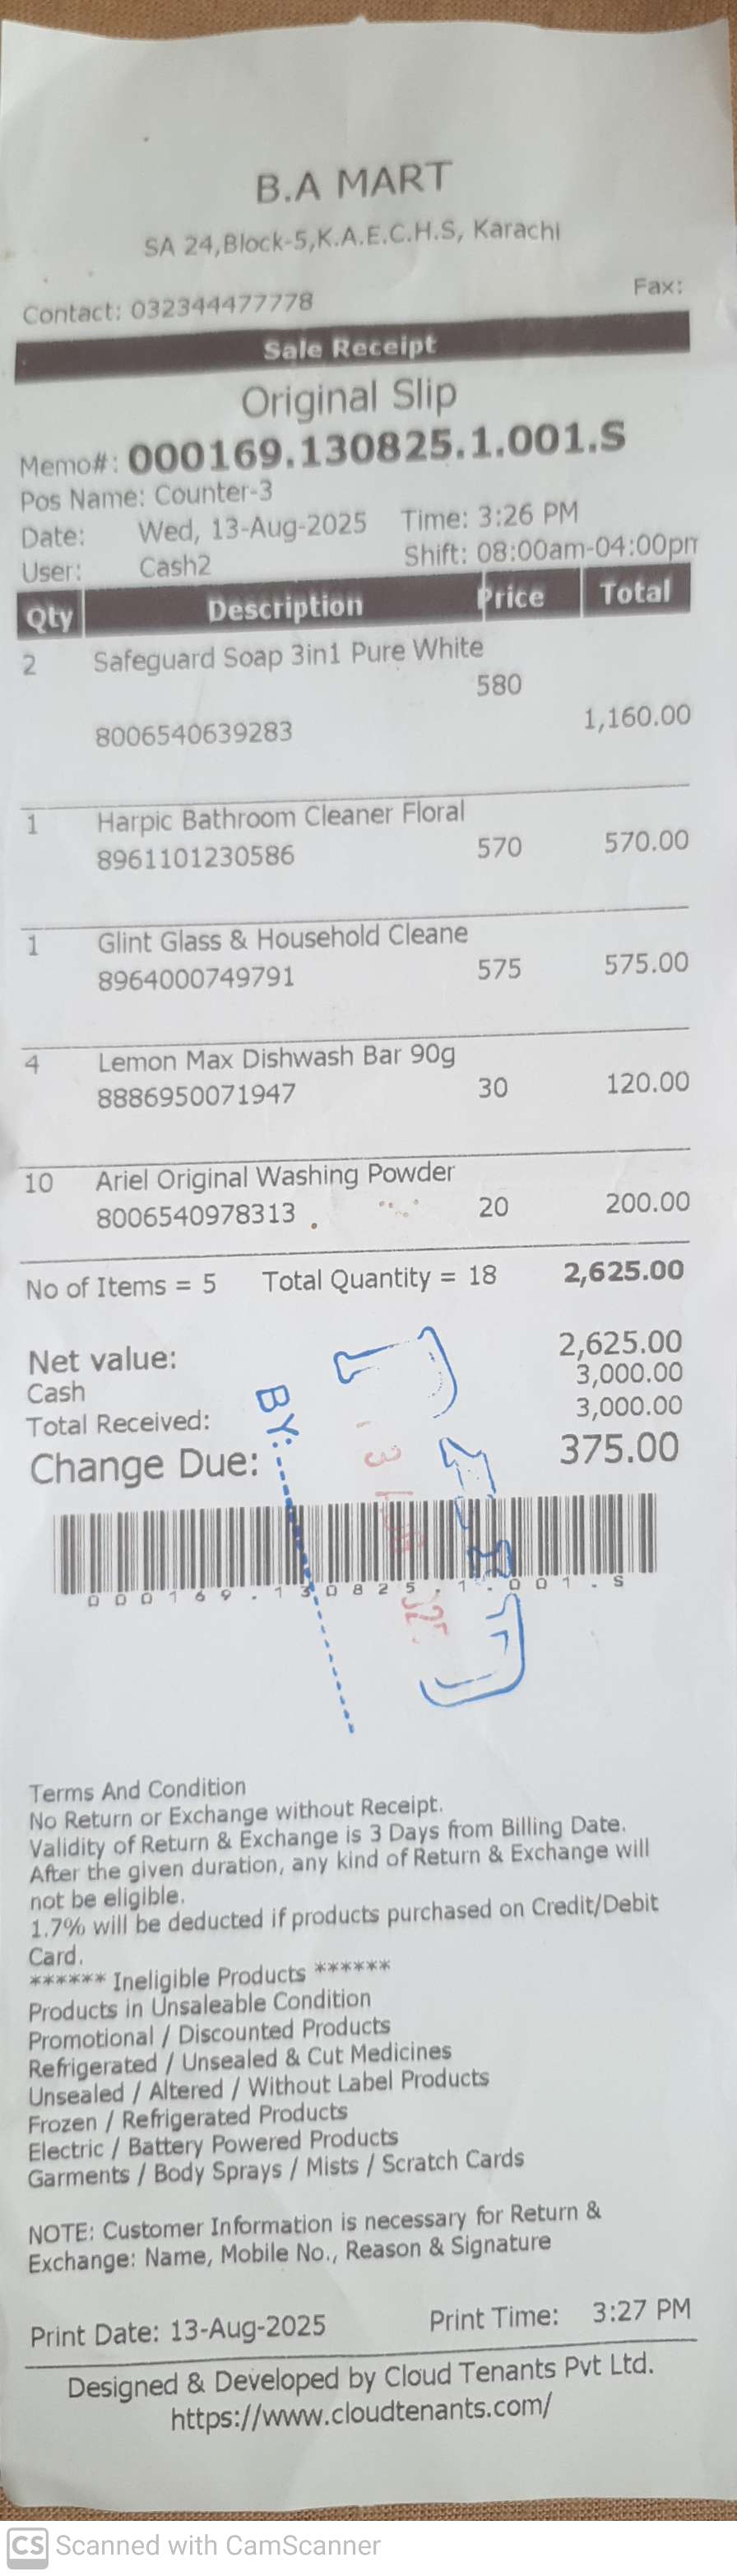 B.A MART
SA 24,Block-5,K.A.E.C.H.S, Karachi
Contact: 032344477778 Fax:
Sale Receipt
Original Slip
Memo#: 000169.130825.1.001.S
Pos Name: Counter-3
Date: Wed, 13-Aug-2025 Time: 3:26 PM
User: Cash2 Shift: 08:00am-04:00pm
Qty Description Price Total
2 Safeguard Soap 3in1 Pure White
580
8006540639283 1,160.00
1 Harpic Bathroom Cleaner Floral
8961101230586 570 570.00
1 Glint Glass & Household Cleane
8964000749791 575 575.00
4 Lemon Max Dishwash Bar 90g
8886950071947 30 120.00
10 Ariel Original Washing Powder
8006540978313 20 200.00
No of Items = 5 Total Quantity = 18 2,625.00
Net value: 2,625.00
Cash 3,000.00
Total Received: 3,000.00
Change Due: 375.00
BY:
000169.130825.1.001.S
Terms And Condition
No Return or Exchange without Receipt.
Validity of Return & Exchange is 3 Days from Billing Date.
After the given duration, any kind of Return & Exchange will
not be eligible.
1.7% will be deducted if products purchased on Credit/Debit
Card.
****** Ineligible Products ******
Products in Unsaleable Condition
Promotional / Discounted Products
Refrigerated / Unsealed & Cut Medicines
Unsealed / Altered / Without Label Products
Frozen / Refrigerated Products
Electric / Battery Powered Products
Garments / Body Sprays / Mists / Scratch Cards
NOTE: Customer Information is necessary for Return &
Exchange: Name, Mobile No., Reason & Signature
Print Date: 13-Aug-2025 Print Time: 3:27 PM
Designed & Developed by Cloud Tenants Pvt Ltd.
https://www.cloudtenants.com/
CS Scanned with CamScanner